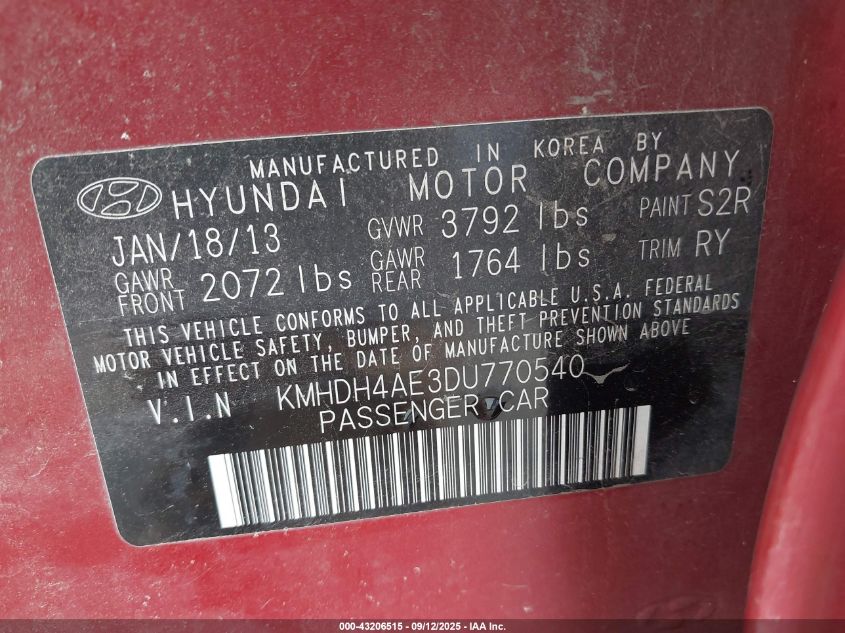 MANUFACTURED IN KOREA BY
HYUNDAI MOTOR COMPANY
JAN/18/13 GVWR 3792 lbs PAINT S2R
GAWR FRONT 2072 lbs GAWR REAR 1764 lbs TRIM RY
THIS VEHICLE CONFORMS TO ALL APPLICABLE U.S.A. FEDERAL
MOTOR VEHICLE SAFETY, BUMPER, AND THEFT PREVENTION STANDARDS
IN EFFECT ON THE DATE OF MANUFACTURE SHOWN ABOVE
V.I.N KMHDH4AE3DU770540
PASSENGER CAR
000-43206515 - 09/12/2025 - IAA Inc.